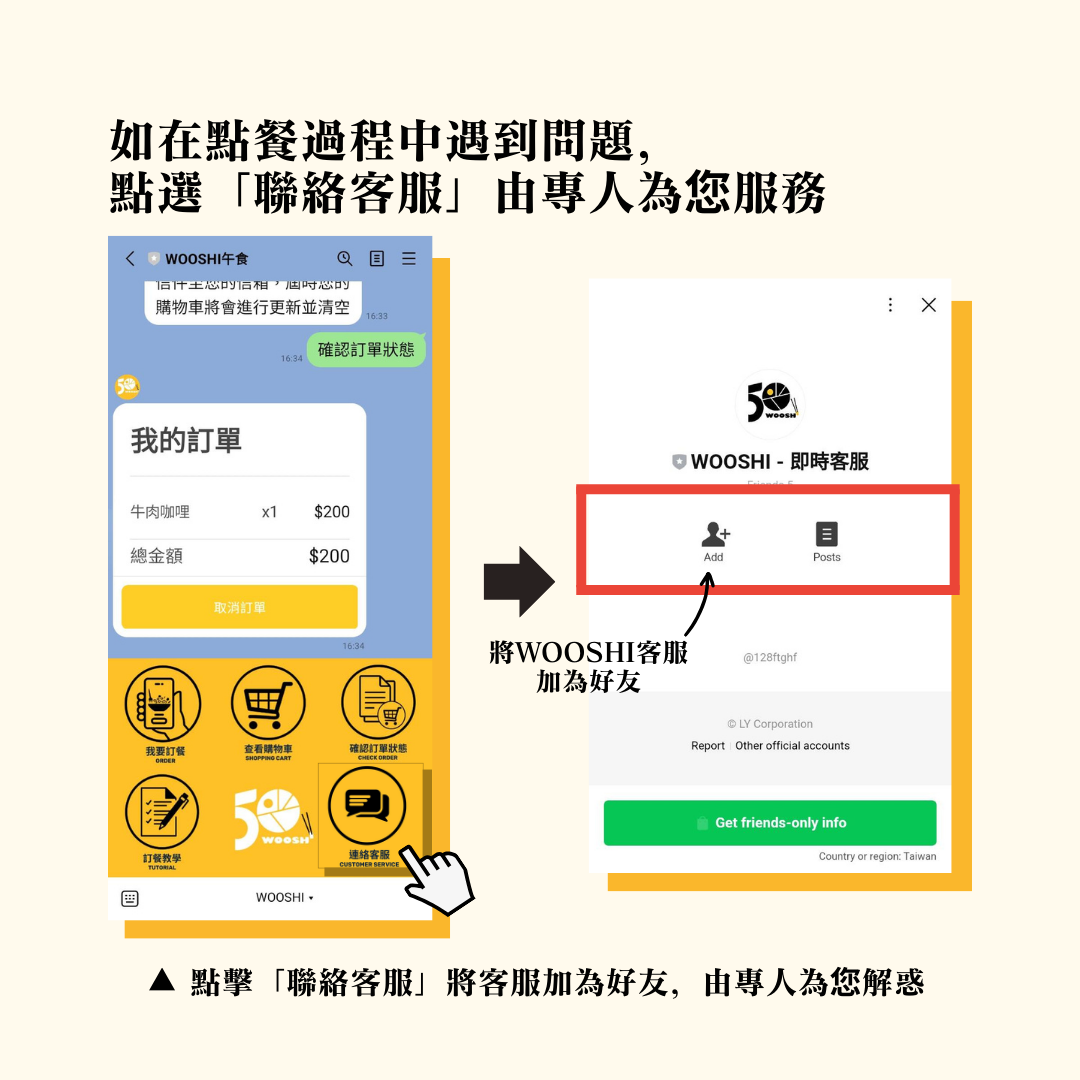 如在點餐過程中遇到問題,
點選「聯絡客服」由專人為您服務
WOOSHI午食
信件至您的信箱，屆時您的
購物車將會進行更新並清空
16:33
確認訂單狀態
16:34
50
WOOSHI
我的訂單
牛肉咖哩 x1 $200
總金額 $200
取消訂單
16:34
我要訂餐
ORDER
查看購物車
SHOPPING CART
確認訂單狀態
CHECK ORDER
訂餐教學
TUTORIAL
50
WOOSHI
連絡客服
CUSTOMER SERVICE
WOOSHI ▾
50
WOOSHI
WOOSHI - 即時客服
Friends 5
Add
Posts
將WOOSHI客服
加為好友
@128ftghf
© LY Corporation
Report | Other official accounts
Get friends-only info
Country or region: Taiwan
▲ 點擊「聯絡客服」將客服加為好友，由專人為您解惑